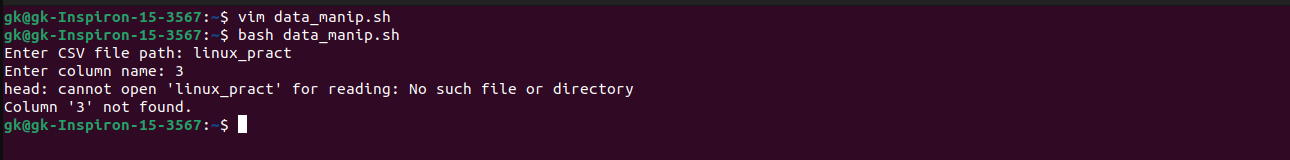 gk@gk-Inspiron-15-3567:~$ vim data_manip.sh
gk@gk-Inspiron-15-3567:~$ bash data_manip.sh
Enter CSV file path: linux_pract
Enter column name: 3
head: cannot open 'linux_pract' for reading: No such file or directory
Column '3' not found.
gk@gk-Inspiron-15-3567:~$